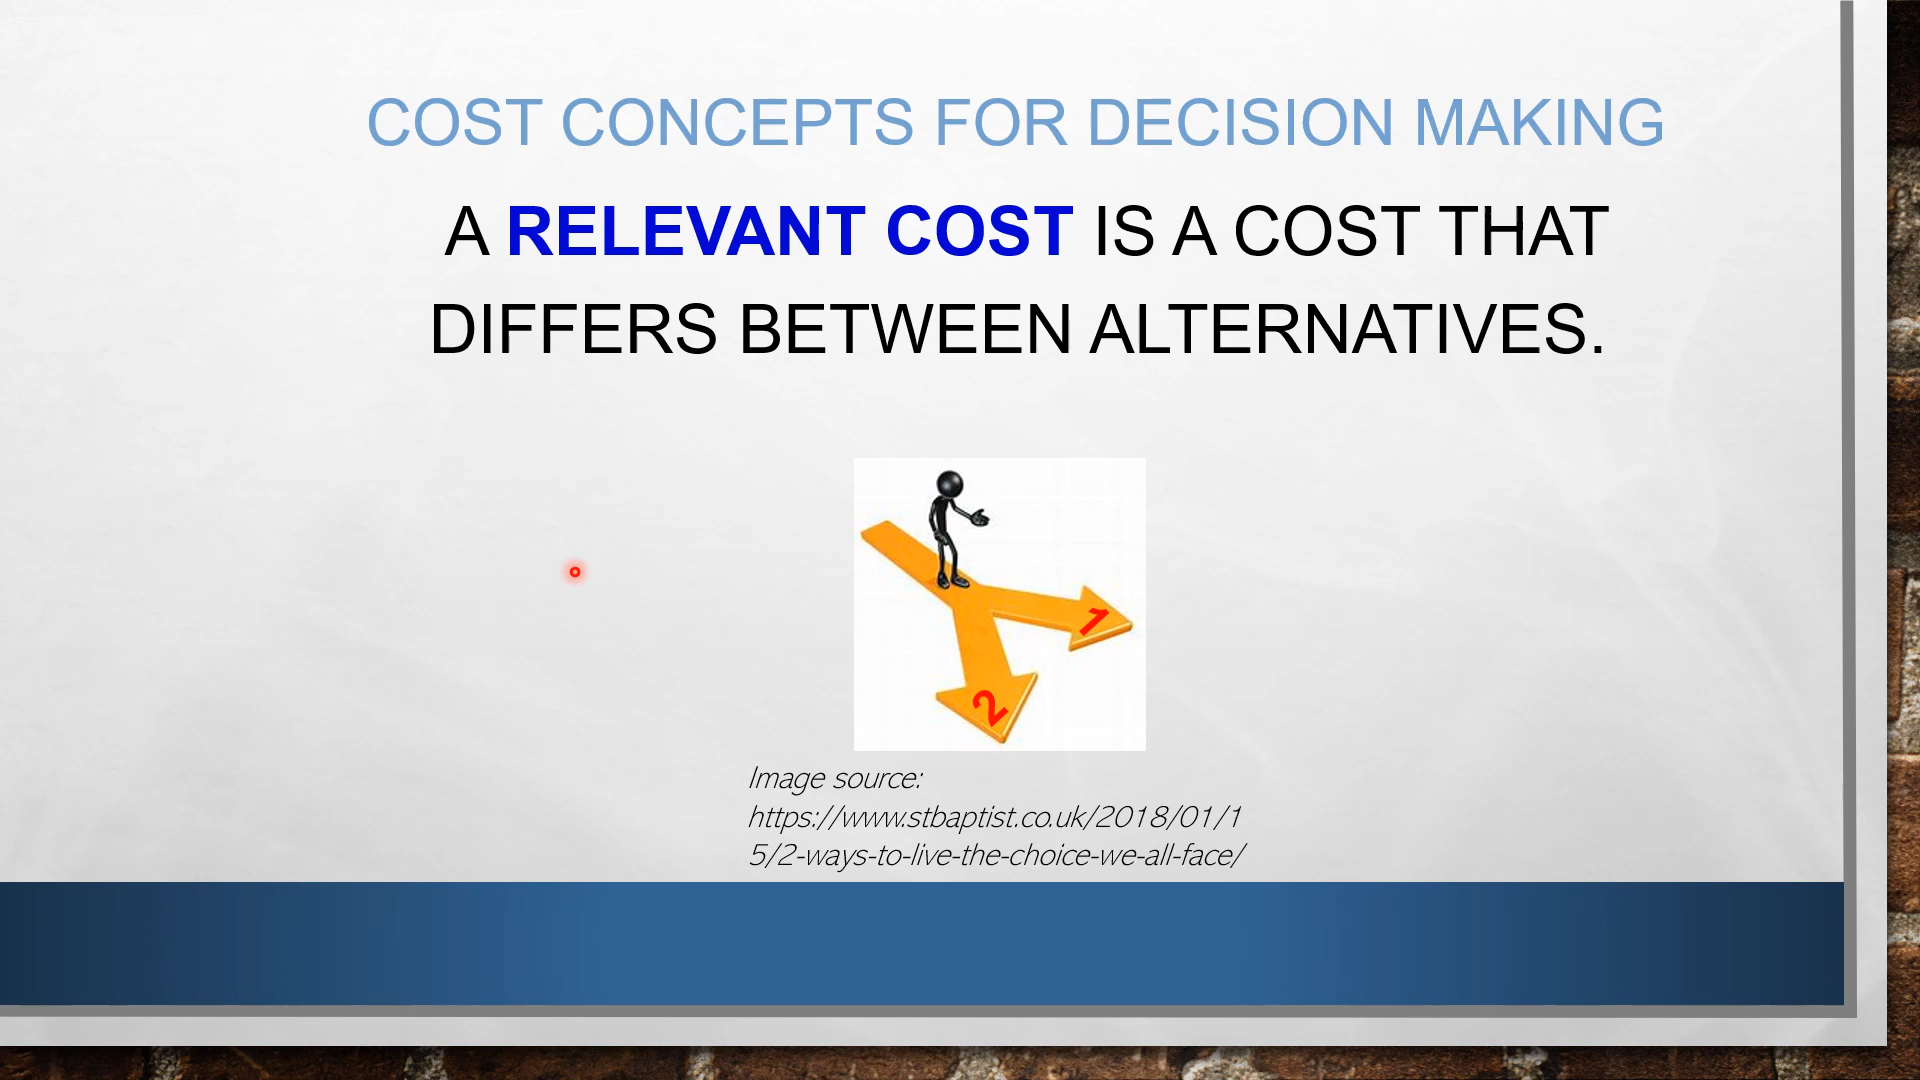 COST CONCEPTS FOR DECISION MAKING
A RELEVANT COST IS A COST THAT
DIFFERS BETWEEN ALTERNATIVES.
1
2
Image source:
https://www.stbaptist.co.uk/2018/01/1
5/2-ways-to-live-the-choice-we-all-face/